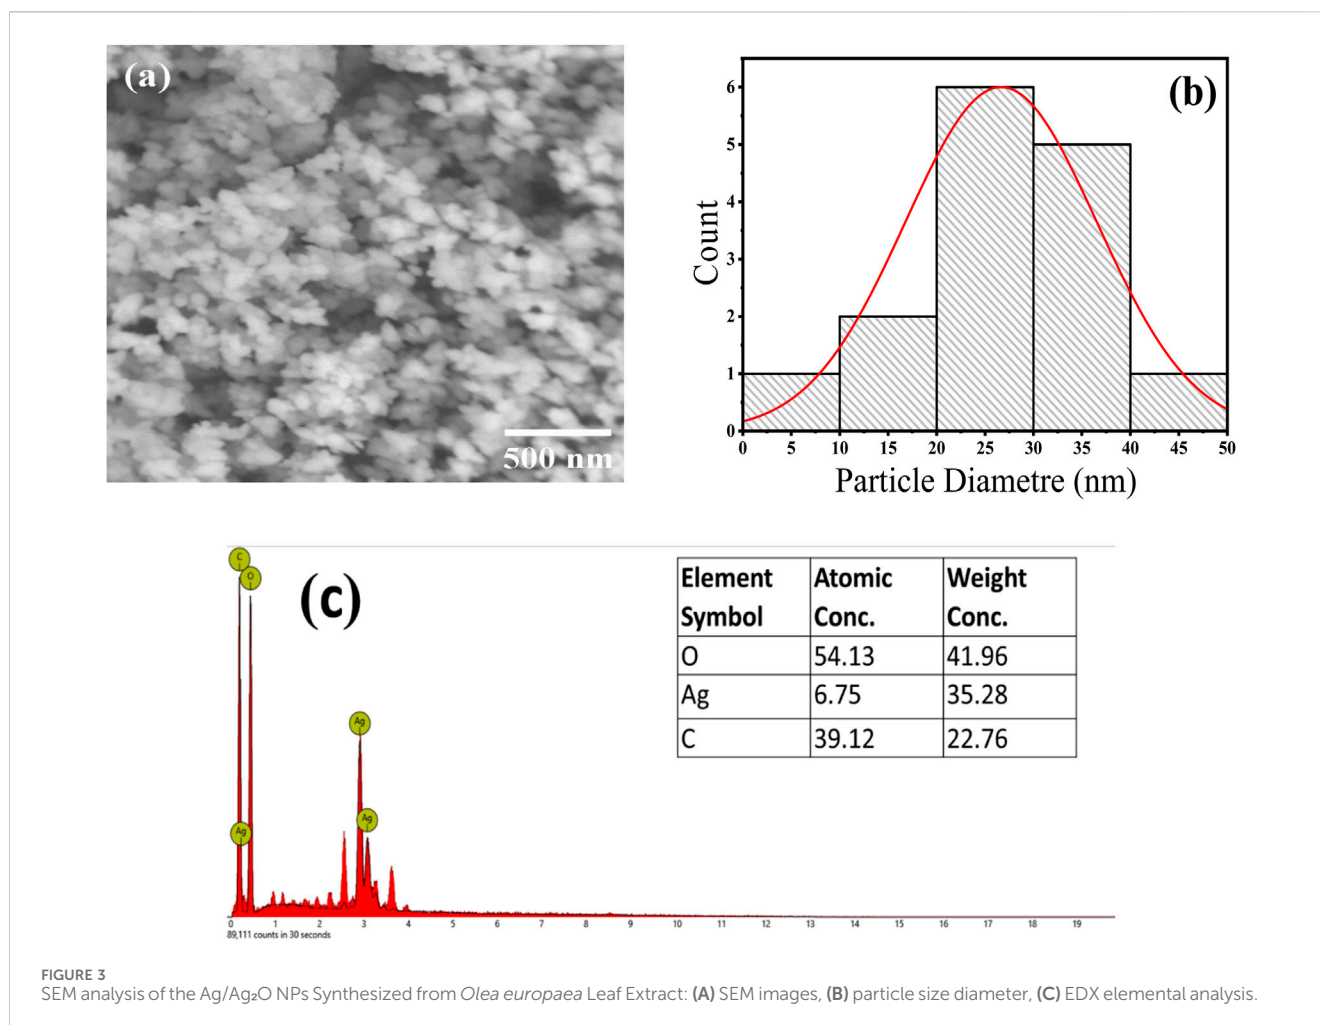 (a)
500 nm
(b)
6
5
4
3
2
1
0
Count
0 5 10 15 20 25 30 35 40 45 50
Particle Diametre (nm)
(c)
C
O
Ag
Ag
Ag
0 1 2 3 4 5 6 7 8 9 10 11 12 13 14 15 16 17 18 19
89,111 counts in 30 seconds
Element Symbol Atomic Conc. Weight Conc.
O 54.13 41.96
Ag 6.75 35.28
C 39.12 22.76
FIGURE 3
SEM analysis of the Ag/Ag₂O NPs Synthesized from Olea europaea Leaf Extract: (A) SEM images, (B) particle size diameter, (C) EDX elemental analysis.